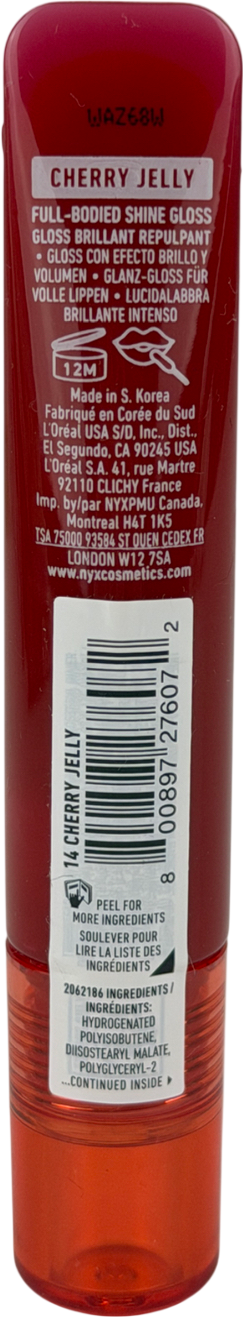 WAZ68W
CHERRY JELLY
FULL-BODIED SHINE GLOSS
GLOSS BRILLANT REPULPANT
• GLOSS CON EFECTO BRILLO Y
VOLUMEN • GLANZ-GLOSS FÜR
VOLLE LIPPEN • LUCIDALABBRA
BRILLANTE INTENSO
12M
Made in S. Korea
Fabriqué en Corée du Sud
L'Oréal USA S/D, Inc., Dist.,
El Segundo, CA 90245 USA
L'Oréal S.A. 41, rue Martre
92110 CLICHY France
Imp. by/par NYXPMU Canada,
Montreal H4T 1K5
TSA 75000 93584 ST OUEN CEDEX FR
LONDON W12 7SA
www.nyxcosmetics.com
14 CHERRY JELLY
8 00897 27607 2
PEEL FOR
MORE INGREDIENTS
SOULEVER POUR
LIRE LA LISTE DES
INGRÉDIENTS
2062186 INGREDIENTS /
INGRÉDIENTS:
HYDROGENATED
POLYISOBUTENE,
DIISOSTEARYL MALATE,
POLYGLYCERYL-2
...CONTINUED INSIDE